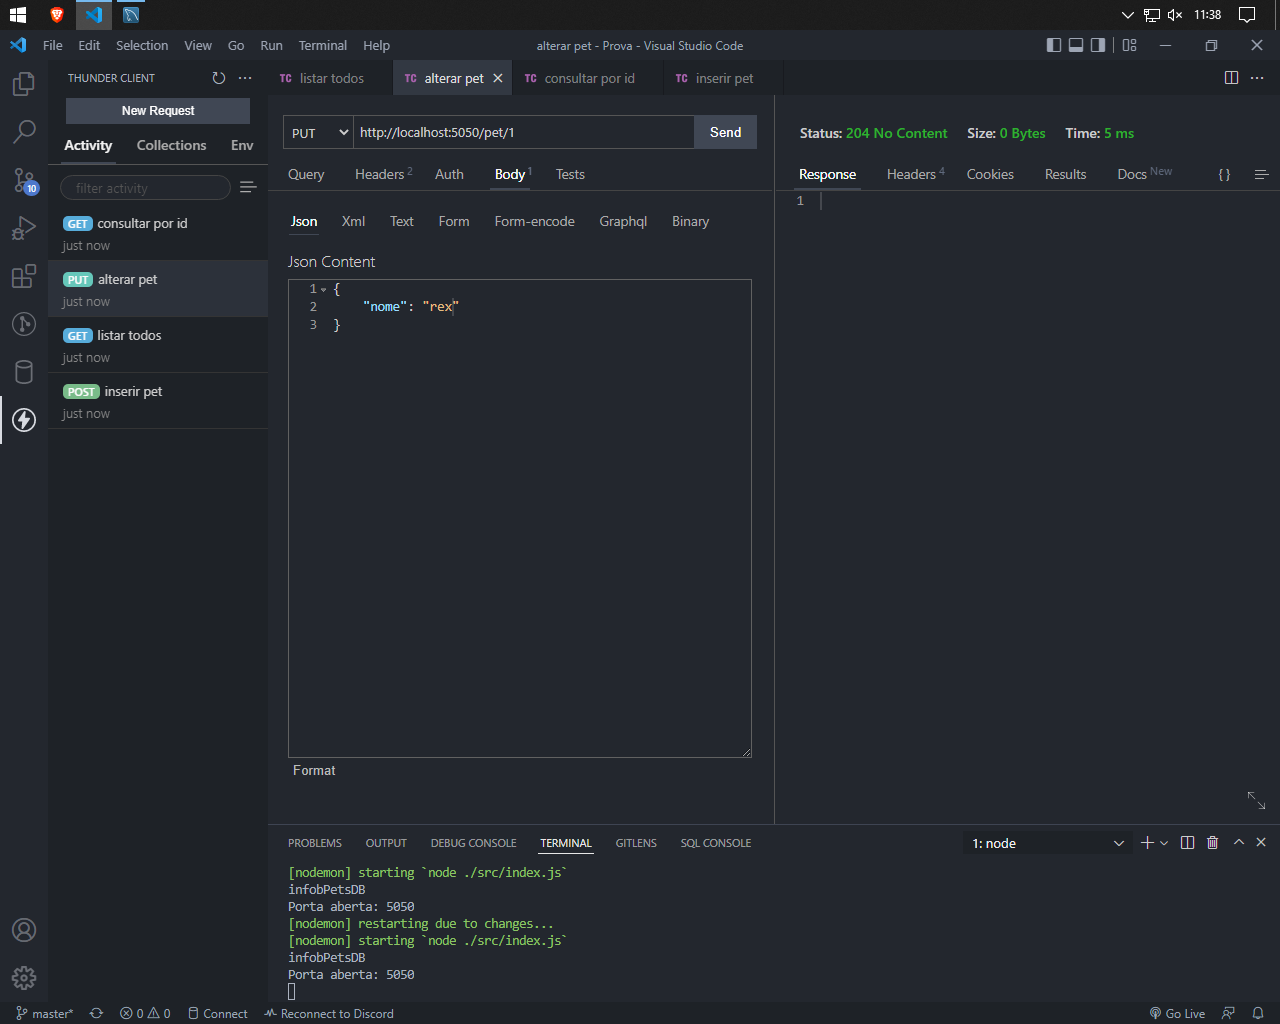 11:38
File Edit Selection View Go Run Terminal Help
alterar pet - Prova - Visual Studio Code
THUNDER CLIENT
New Request
Activity Collections Env
filter activity
GET consultar por id
just now
PUT alterar pet
just now
GET listar todos
just now
POST inserir pet
just now
10
TC listar todos
TC alterar pet
TC consultar por id
TC inserir pet
PUT
http://localhost:5050/pet/1
Send
Query Headers 2 Auth Body 1 Tests
Json Xml Text Form Form-encode Graphql Binary
Json Content
1 {
2 "nome": "rex"
3 }
Format
Status: 204 No Content Size: 0 Bytes Time: 5 ms
Response Headers 4 Cookies Results Docs New { }
1
PROBLEMS OUTPUT DEBUG CONSOLE TERMINAL GITLENS SQL CONSOLE
1: node
[nodemon] starting `node ./src/index.js`
infobPetsDB
Porta aberta: 5050
[nodemon] restarting due to changes...
[nodemon] starting `node ./src/index.js`
infobPetsDB
Porta aberta: 5050
master* 0 0 Connect Reconnect to Discord Go Live